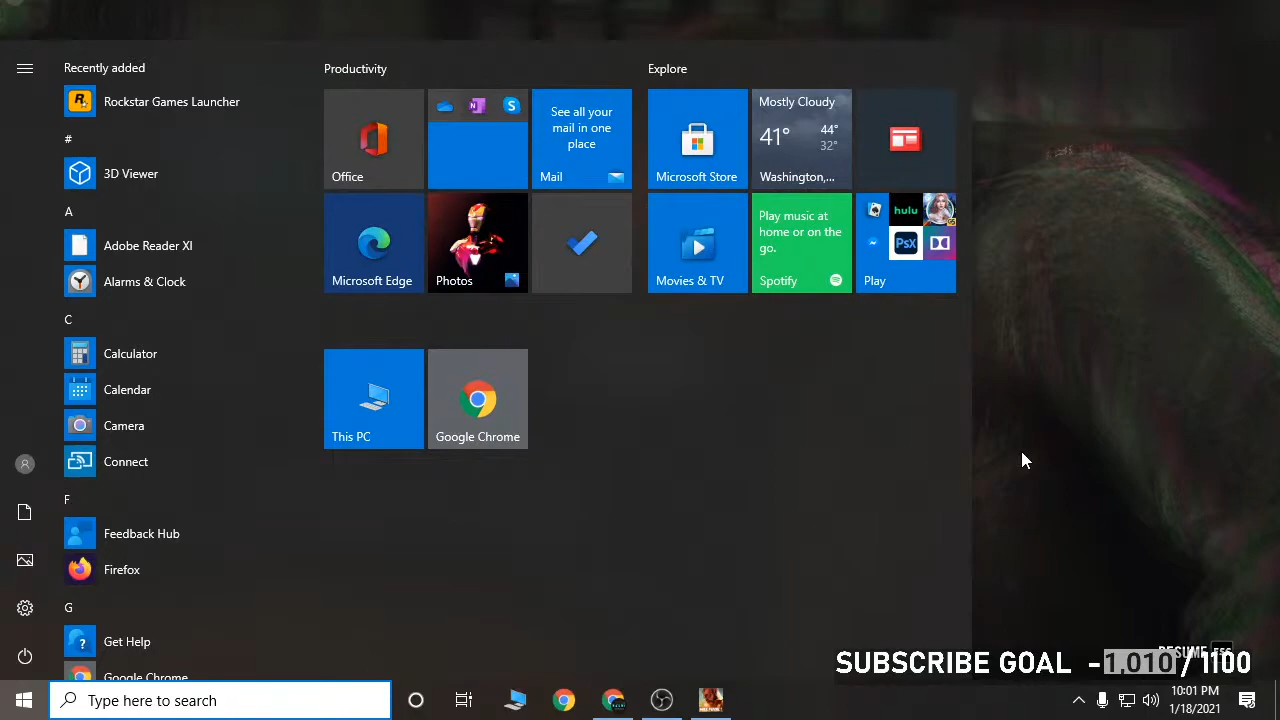 Recently added
Rockstar Games Launcher
#
3D Viewer
A
Adobe Reader XI
Alarms & Clock
C
Calculator
Calendar
Camera
Connect
F
Feedback Hub
Firefox
G
Get Help
Google Chrome
Productivity
Office
See all your
mail in one
place
Mail
Microsoft Edge
Photos
This PC
Google Chrome
Explore
Microsoft Store
Mostly Cloudy
41°
44°
32°
Washington,...
Movies & TV
Play music at
home or on the
go.
Spotify
hulu
PsX
Play
RESUME ESC
SUBSCRIBE GOAL -1,010 / 1100
Type here to search
10:01 PM
1/18/2021